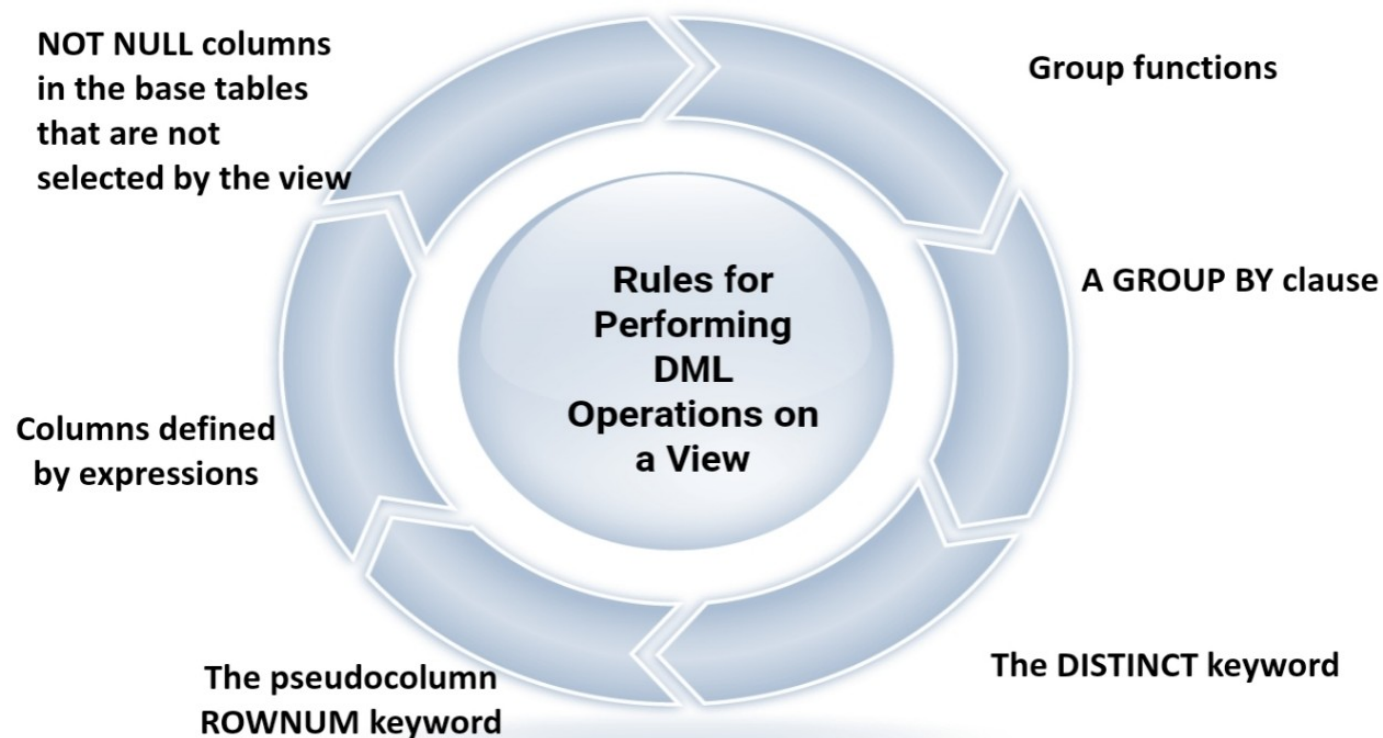 Rules for
Performing
DML
Operations on
a View
Group functions
A GROUP BY clause
The DISTINCT keyword
The pseudocolumn
ROWNUM keyword
Columns defined
by expressions
NOT NULL columns
in the base tables
that are not
selected by the view